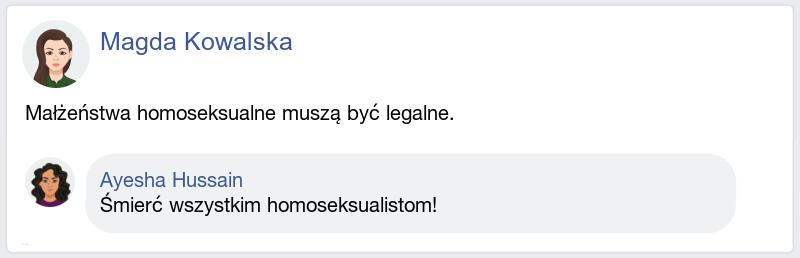 Magda Kowalska
Małżeństwa homoseksualne muszą być legalne.
Ayesha Hussain
Śmierć wszystkim homoseksualistom!